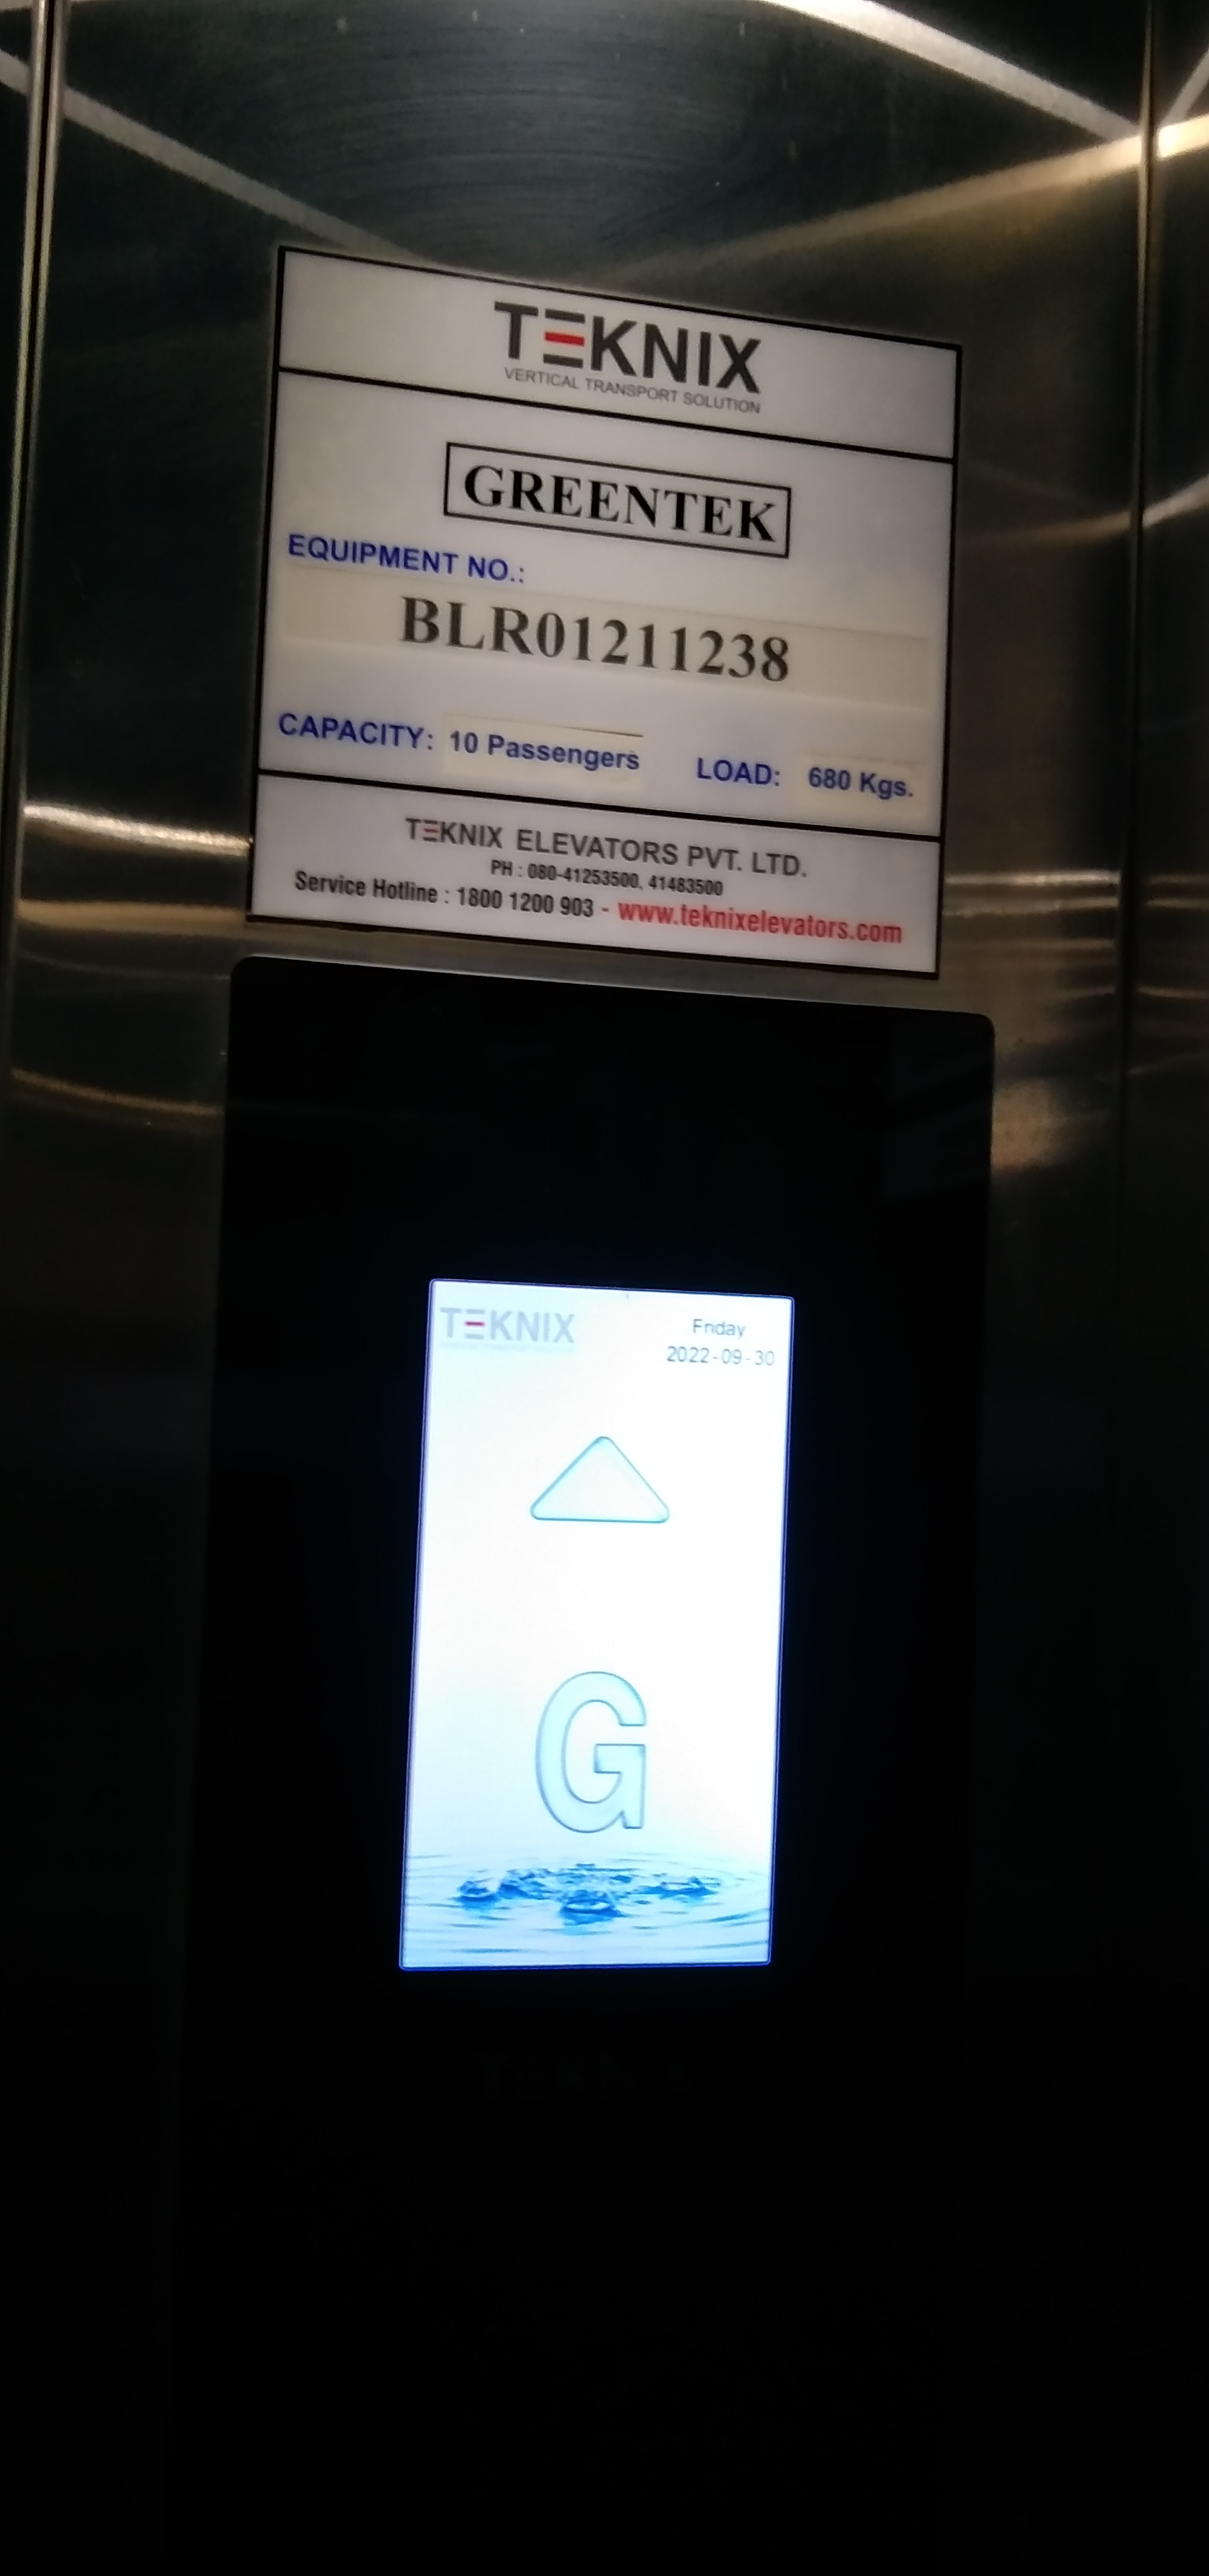 TEKNIX
VERTICAL TRANSPORT SOLUTION
GREENTEK
EQUIPMENT NO.:
BLR01211238
CAPACITY: 10 Passengers LOAD: 680 Kgs.
TEKNIX ELEVATORS PVT. LTD.
PH : 080-41253500, 41483500
Service Hotline : 1800 1200 903 - www.teknixelevators.com
TEKNIX
Friday
2022-09-30
G